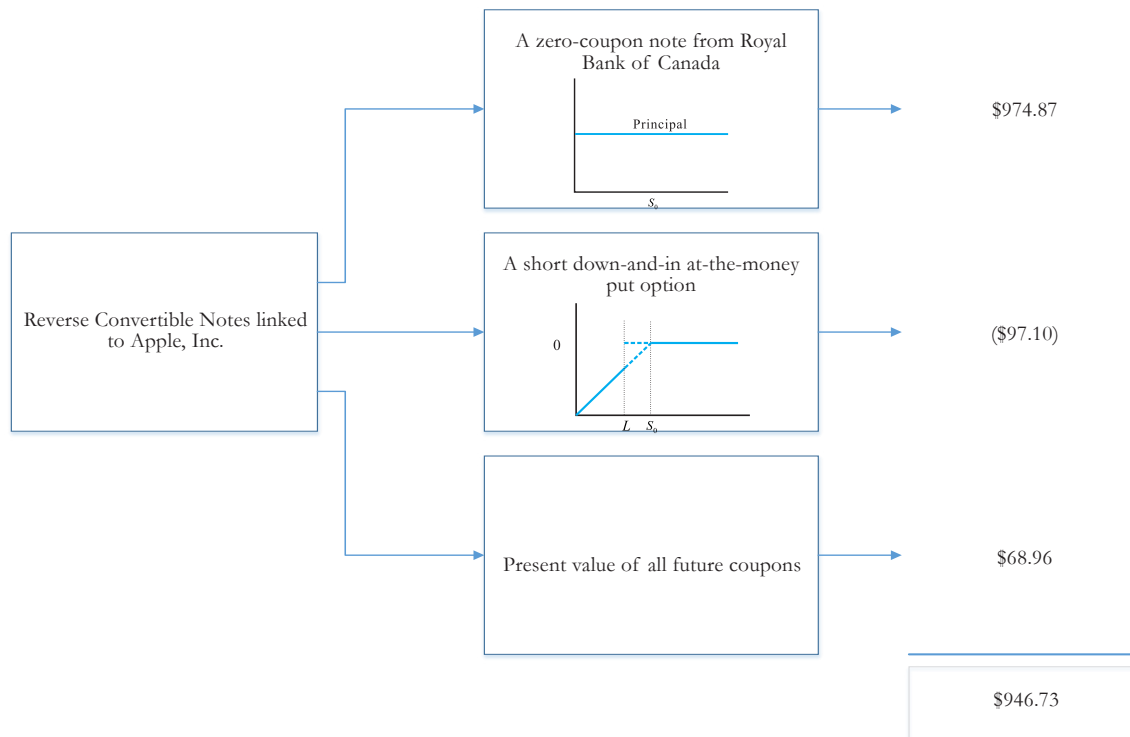 A zero-coupon note from Royal
Bank of Canada
Principal
S₀
$974.87
Reverse Convertible Notes linked
to Apple, Inc.
A short down-and-in at-the-money
put option
0
L S₀
($97.10)
Present value of all future coupons
$68.96
$946.73